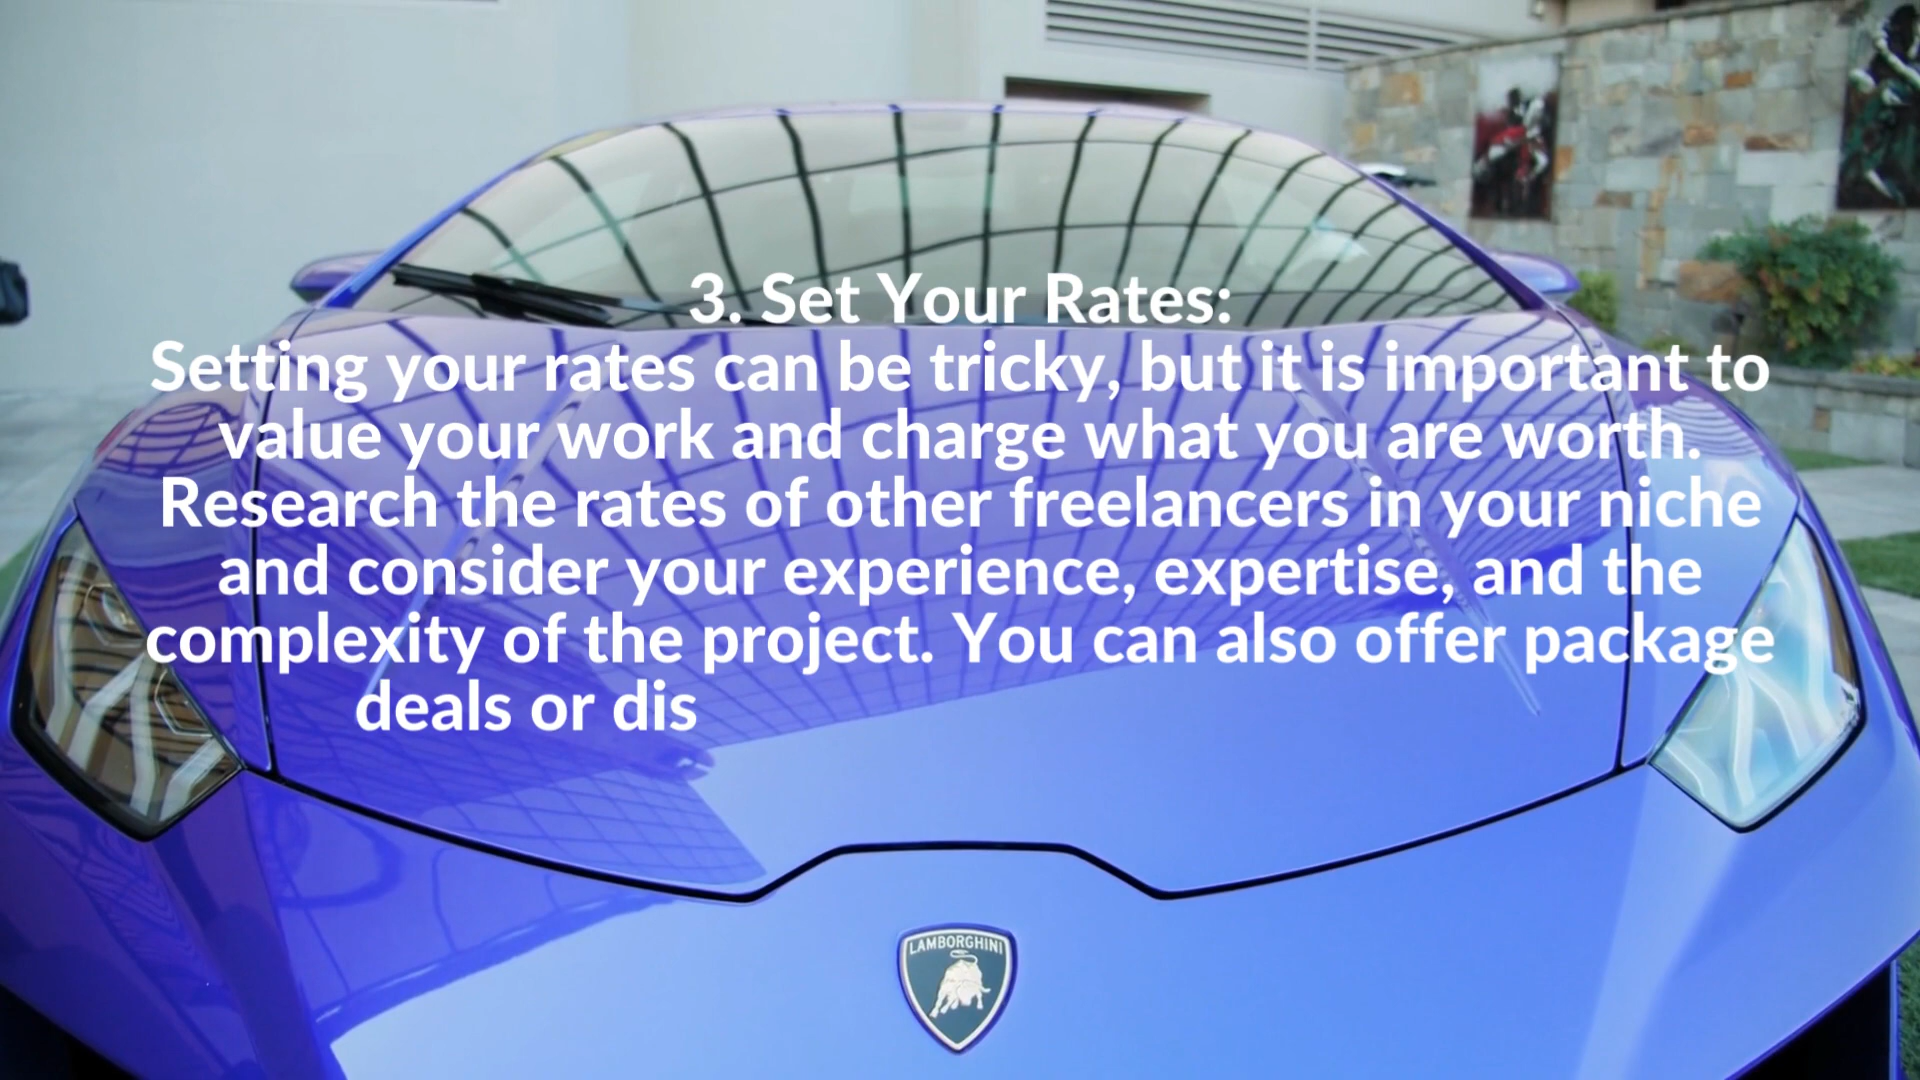 3. Set Your Rates:
Setting your rates can be tricky, but it is important to
value your work and charge what you are worth.
Research the rates of other freelancers in your niche
and consider your experience, expertise, and the
complexity of the project. You can also offer package
deals or dis
LAMBORGHINI